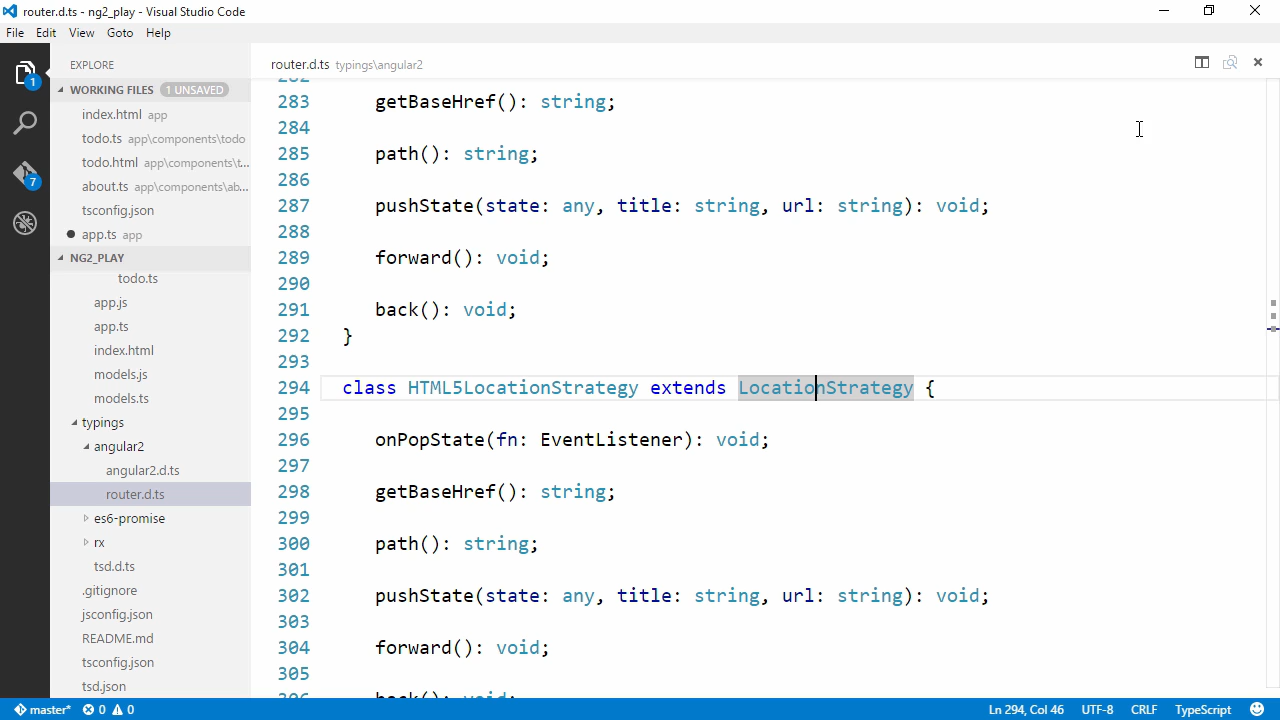 router.d.ts - ng2_play - Visual Studio Code
File Edit View Goto Help
EXPLORE
WORKING FILES 1 UNSAVED
index.html app
todo.ts app\components\todo
todo.html app\components\t...
about.ts app\components\ab...
tsconfig.json
app.ts app
NG2_PLAY
todo.ts
app.js
app.ts
index.html
models.js
models.ts
typings
angular2
angular2.d.ts
router.d.ts
es6-promise
rx
tsd.d.ts
.gitignore
jsconfig.json
README.md
tsconfig.json
tsd.json
1
7
router.d.ts typings\angular2
282
283 getBaseHref(): string;
284
285 path(): string;
286
287 pushState(state: any, title: string, url: string): void;
288
289 forward(): void;
290
291 back(): void;
292 }
293
294 class HTML5LocationStrategy extends LocationStrategy {
295
296 onPopState(fn: EventListener): void;
297
298 getBaseHref(): string;
299
300 path(): string;
301
302 pushState(state: any, title: string, url: string): void;
303
304 forward(): void;
305
306 back(): void;
master* 0 0 Ln 294, Col 46 UTF-8 CRLF TypeScript